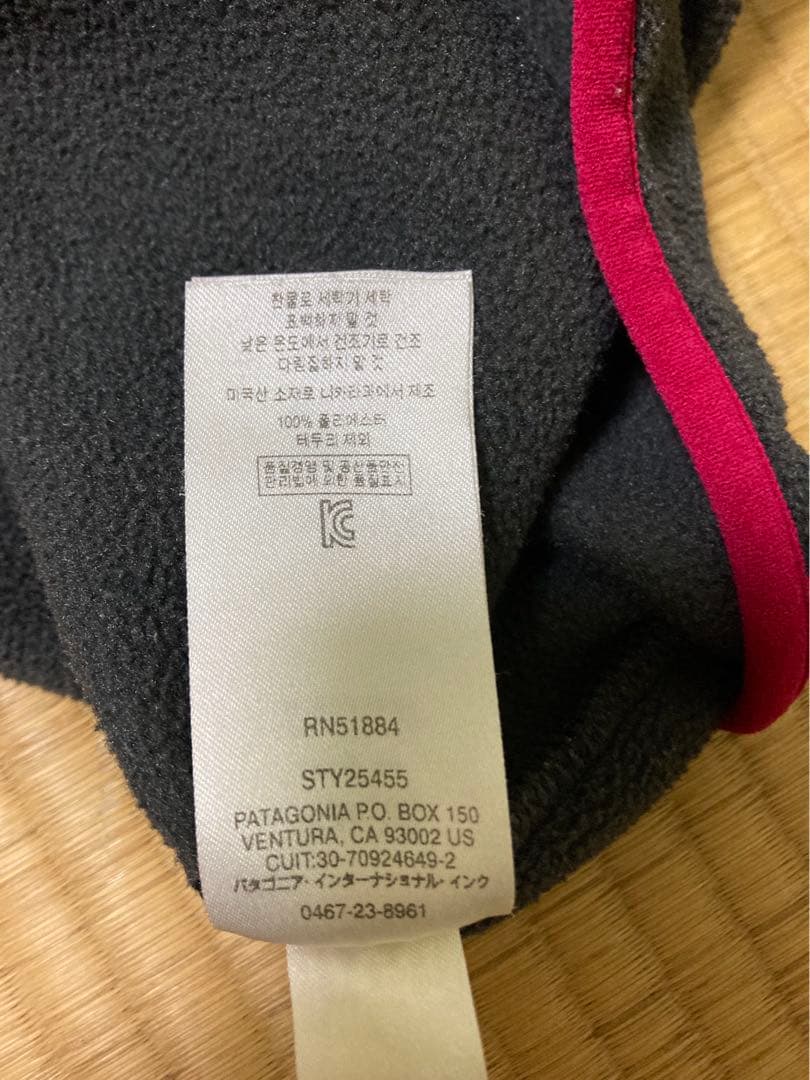 찬물로 세탁기 세탁
표백하지 말 것
낮은 온도에서 건조기로 건조
다림질하지 말 것
미국산 소재로 니카라과에서 제조
100% 폴리에스터
테두리 제외
품질경영 및 공산품안전
관리법에 의한 품질표시
KC
RN51884
STY25455
PATAGONIA P.O. BOX 150
VENTURA, CA 93002 US
CUIT:30-70924649-2
パタゴニア・インターナショナル・インク
0467-23-8961